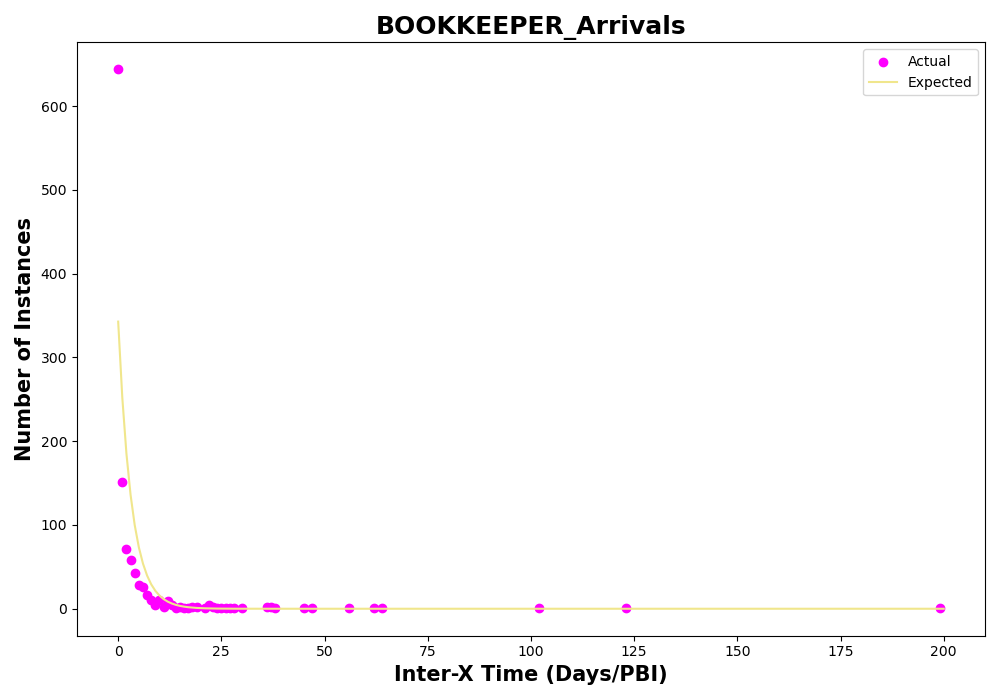 BOOKKEEPER_Arrivals
Actual
Expected
Number of Instances
600
500
400
300
200
100
0
0 25 50 75 100 125 150 175 200
Inter-X Time (Days/PBI)